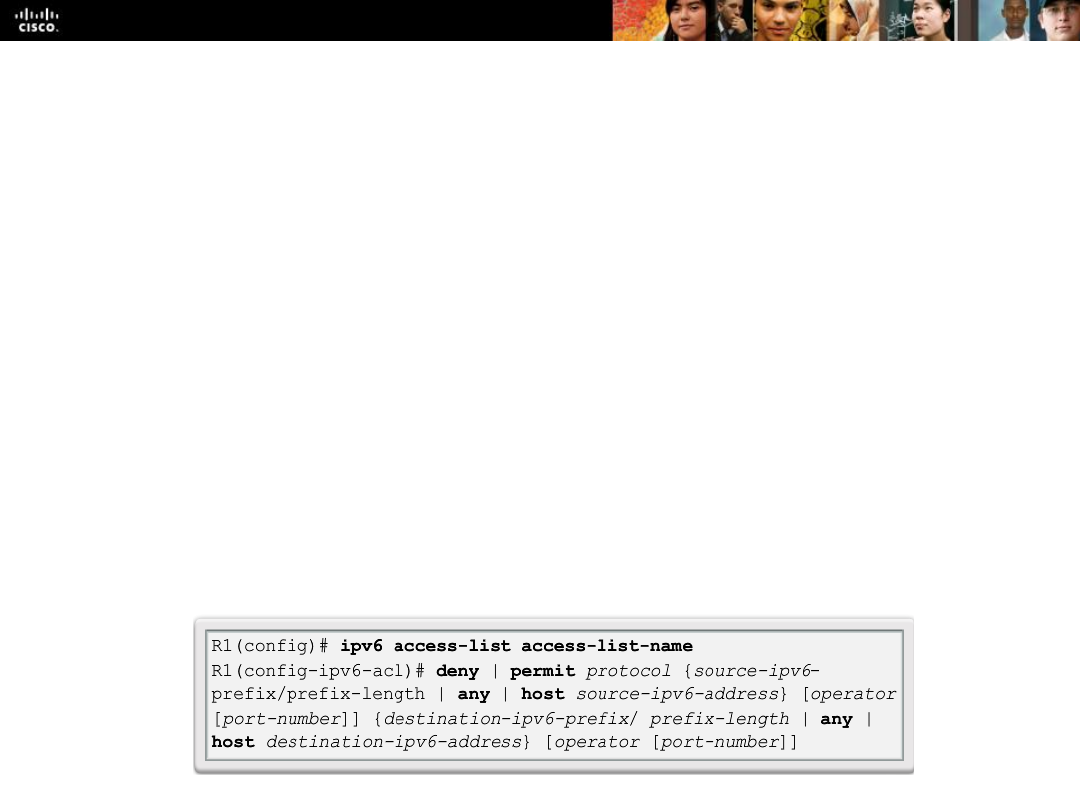 CISCO.
R1(config)# ipv6 access-list access-list-name
R1(config-ipv6-acl)# deny | permit protocol {source-ipv6-
prefix/prefix-length | any | host source-ipv6-address} [operator
[port-number]] {destination-ipv6-prefix/ prefix-length | any |
host destination-ipv6-address} [operator [port-number]]